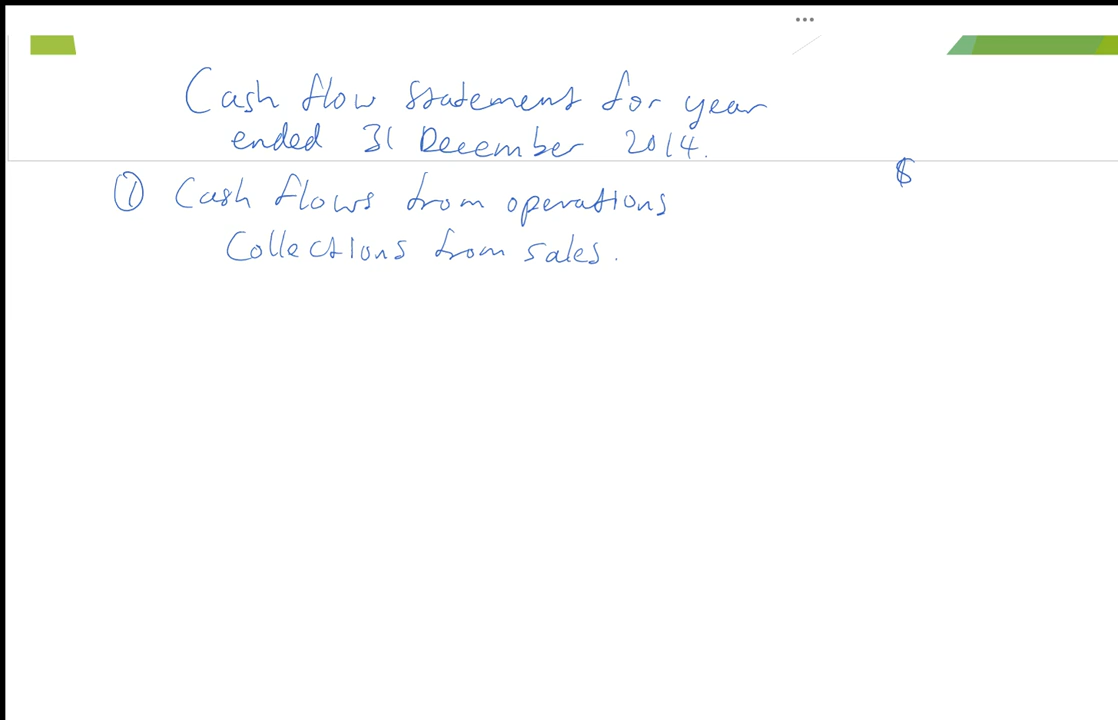 Cash flow statement for year
ended 31 December 2014.
$
① Cash flows from operations
Collections from sales.